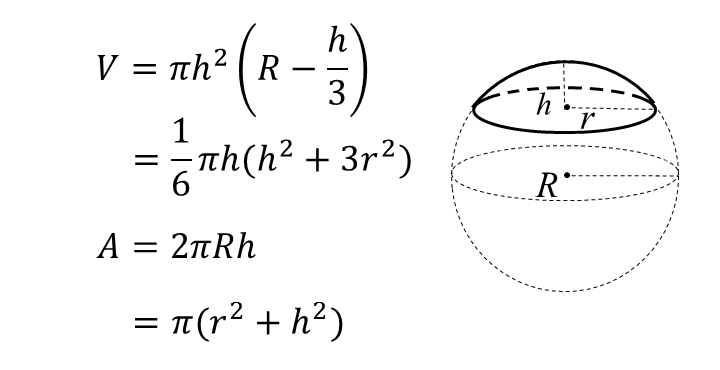 V = πh²(R − h/3)
= 1/6 πh(h² + 3r²)
A = 2πRh
= π(r² + h²)
h
r
R